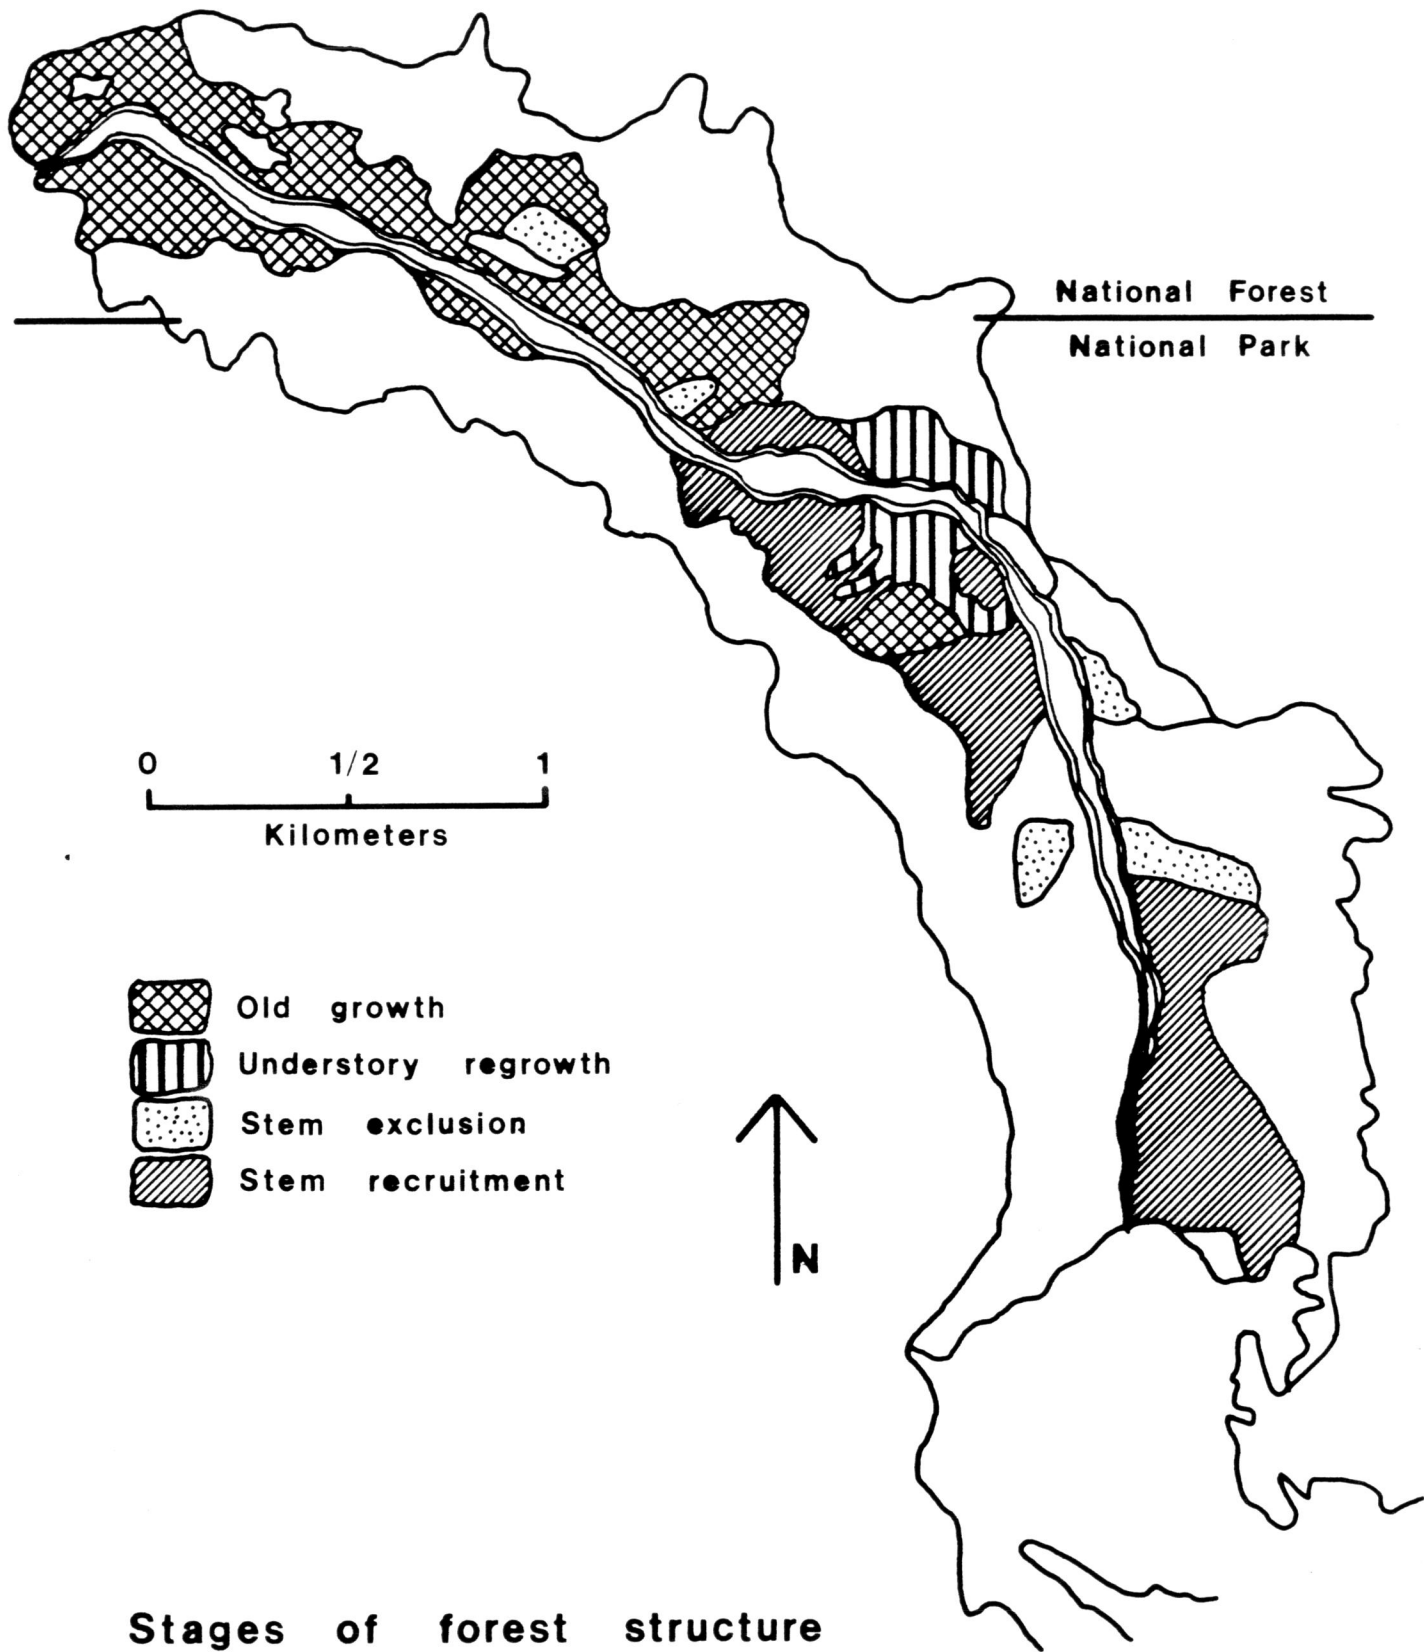 National Forest
National Park
0 1/2 1
Kilometers
Old growth
Understory regrowth
Stem exclusion
Stem recruitment
N
Stages of forest structure